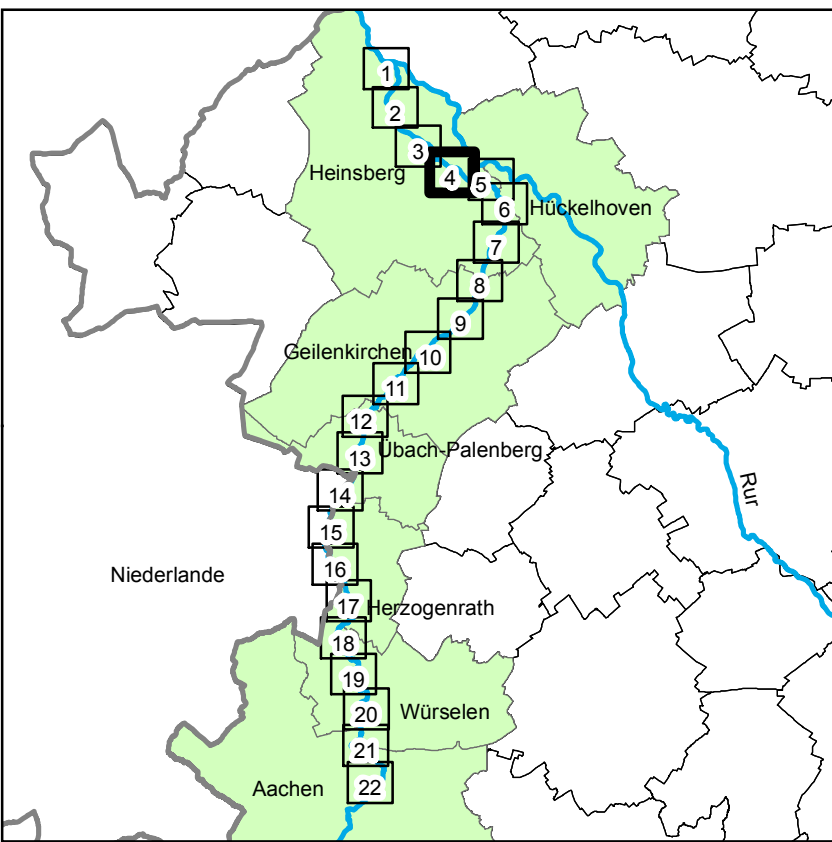 1
2
3
Heinsberg
4
5
6
Hückelhoven
7
8
9
Geilenkirchen
10
11
12
Übach-Palenberg
13
14
Rur
15
Niederlande
16
17
Herzogenrath
18
19
20
Würselen
21
Aachen
22